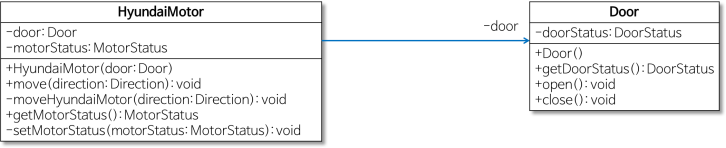 HyundaiMotor
-door: Door
-motorStatus: MotorStatus
+HyundaiMotor(door: Door)
+move(direction: Direction): void
-moveHyundaiMotor(direction: Direction): void
+getMotorStatus(): MotorStatus
-setMotorStatus(motorStatus: MotorStatus): void
-door
Door
-doorStatus: DoorStatus
+Door()
+getDoorStatus(): DoorStatus
+open(): void
+close(): void